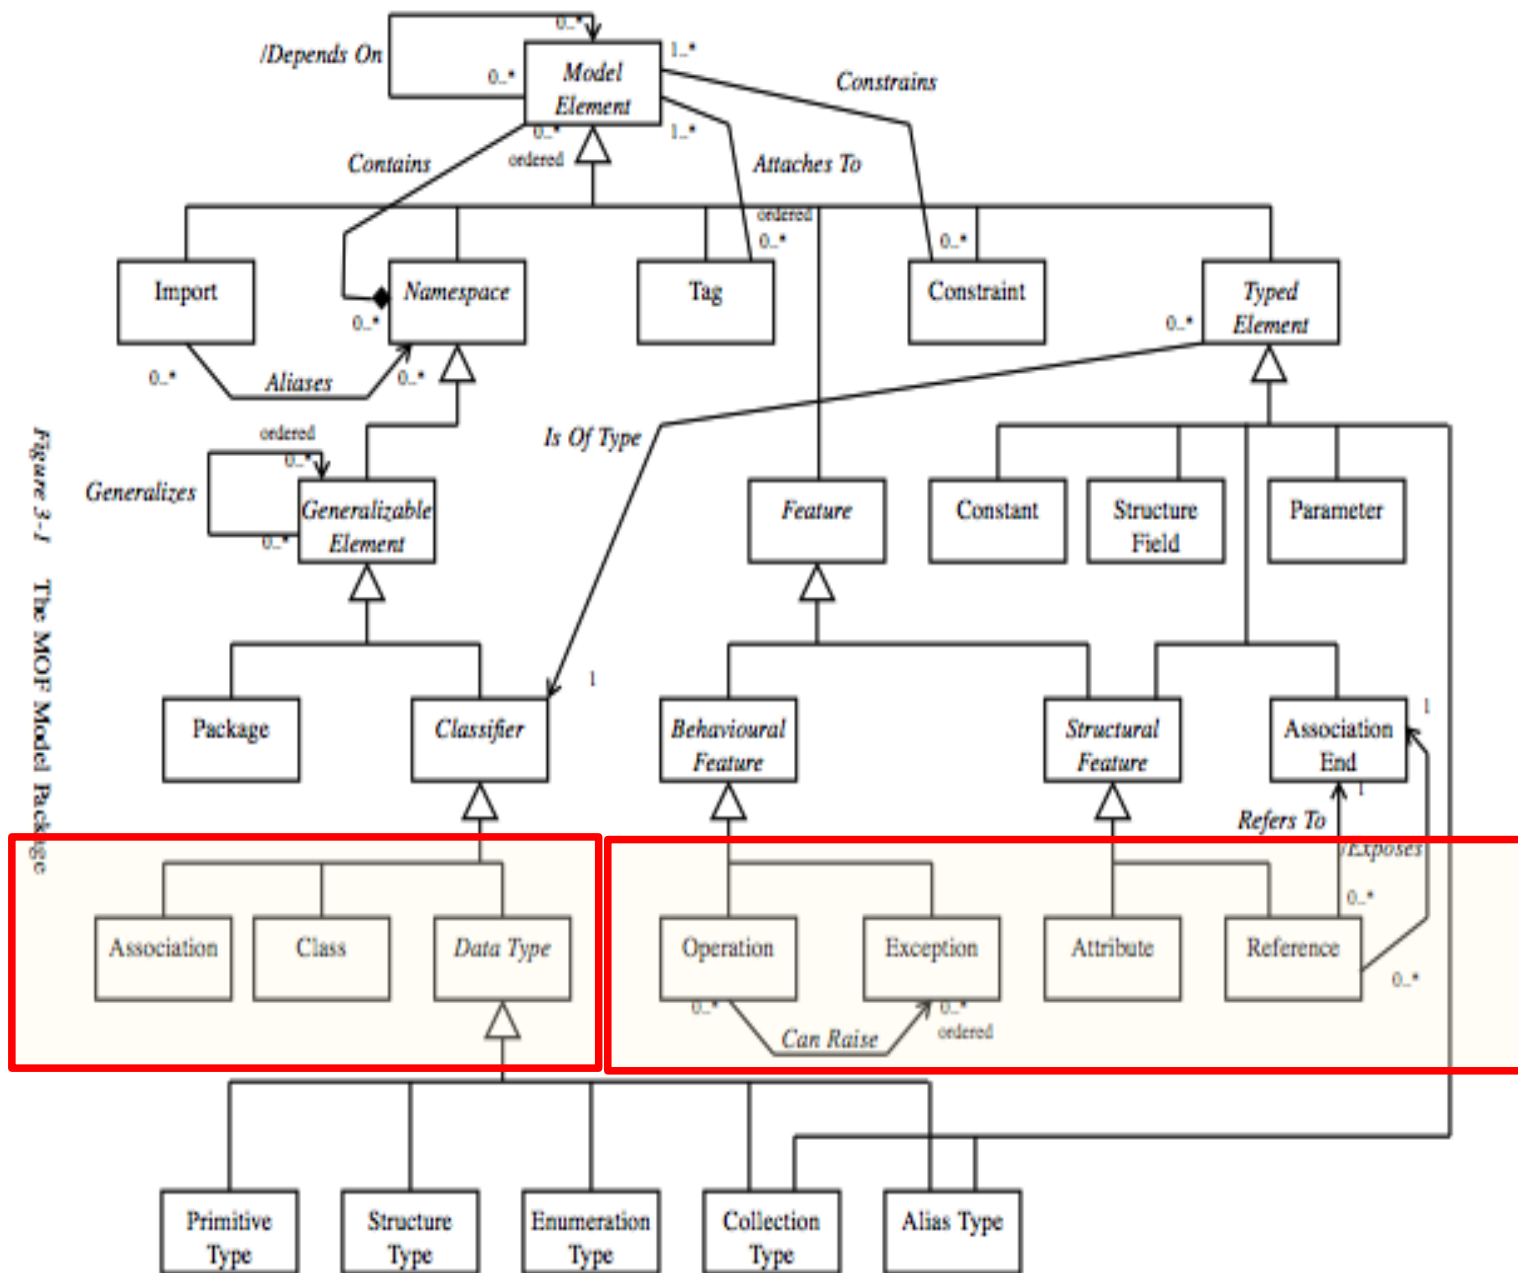 0..*
/Depends On
0..*
Model
Element
1..*
Constrains
0..*
ordered
1..*
Contains
Attaches To
ordered
0..*
0..*
Import
Namespace
Tag
Constraint
Typed
Element
0..*
0..*
0..*
Aliases
0..*
Is Of Type
ordered
0..*
Generalizes
0..*
Generalizable
Element
Feature
Constant
Structure
Field
Parameter
Figure 3-1 The MOF Model Package
1
Package
Classifier
Behavioural
Feature
Structural
Feature
Association
End
1
1
Refers To
/Exposes
0..*
Association
Class
Data Type
Operation
Exception
Attribute
Reference
0..*
0..*
Can Raise
0..*
ordered
Primitive
Type
Structure
Type
Enumeration
Type
Collection
Type
Alias Type